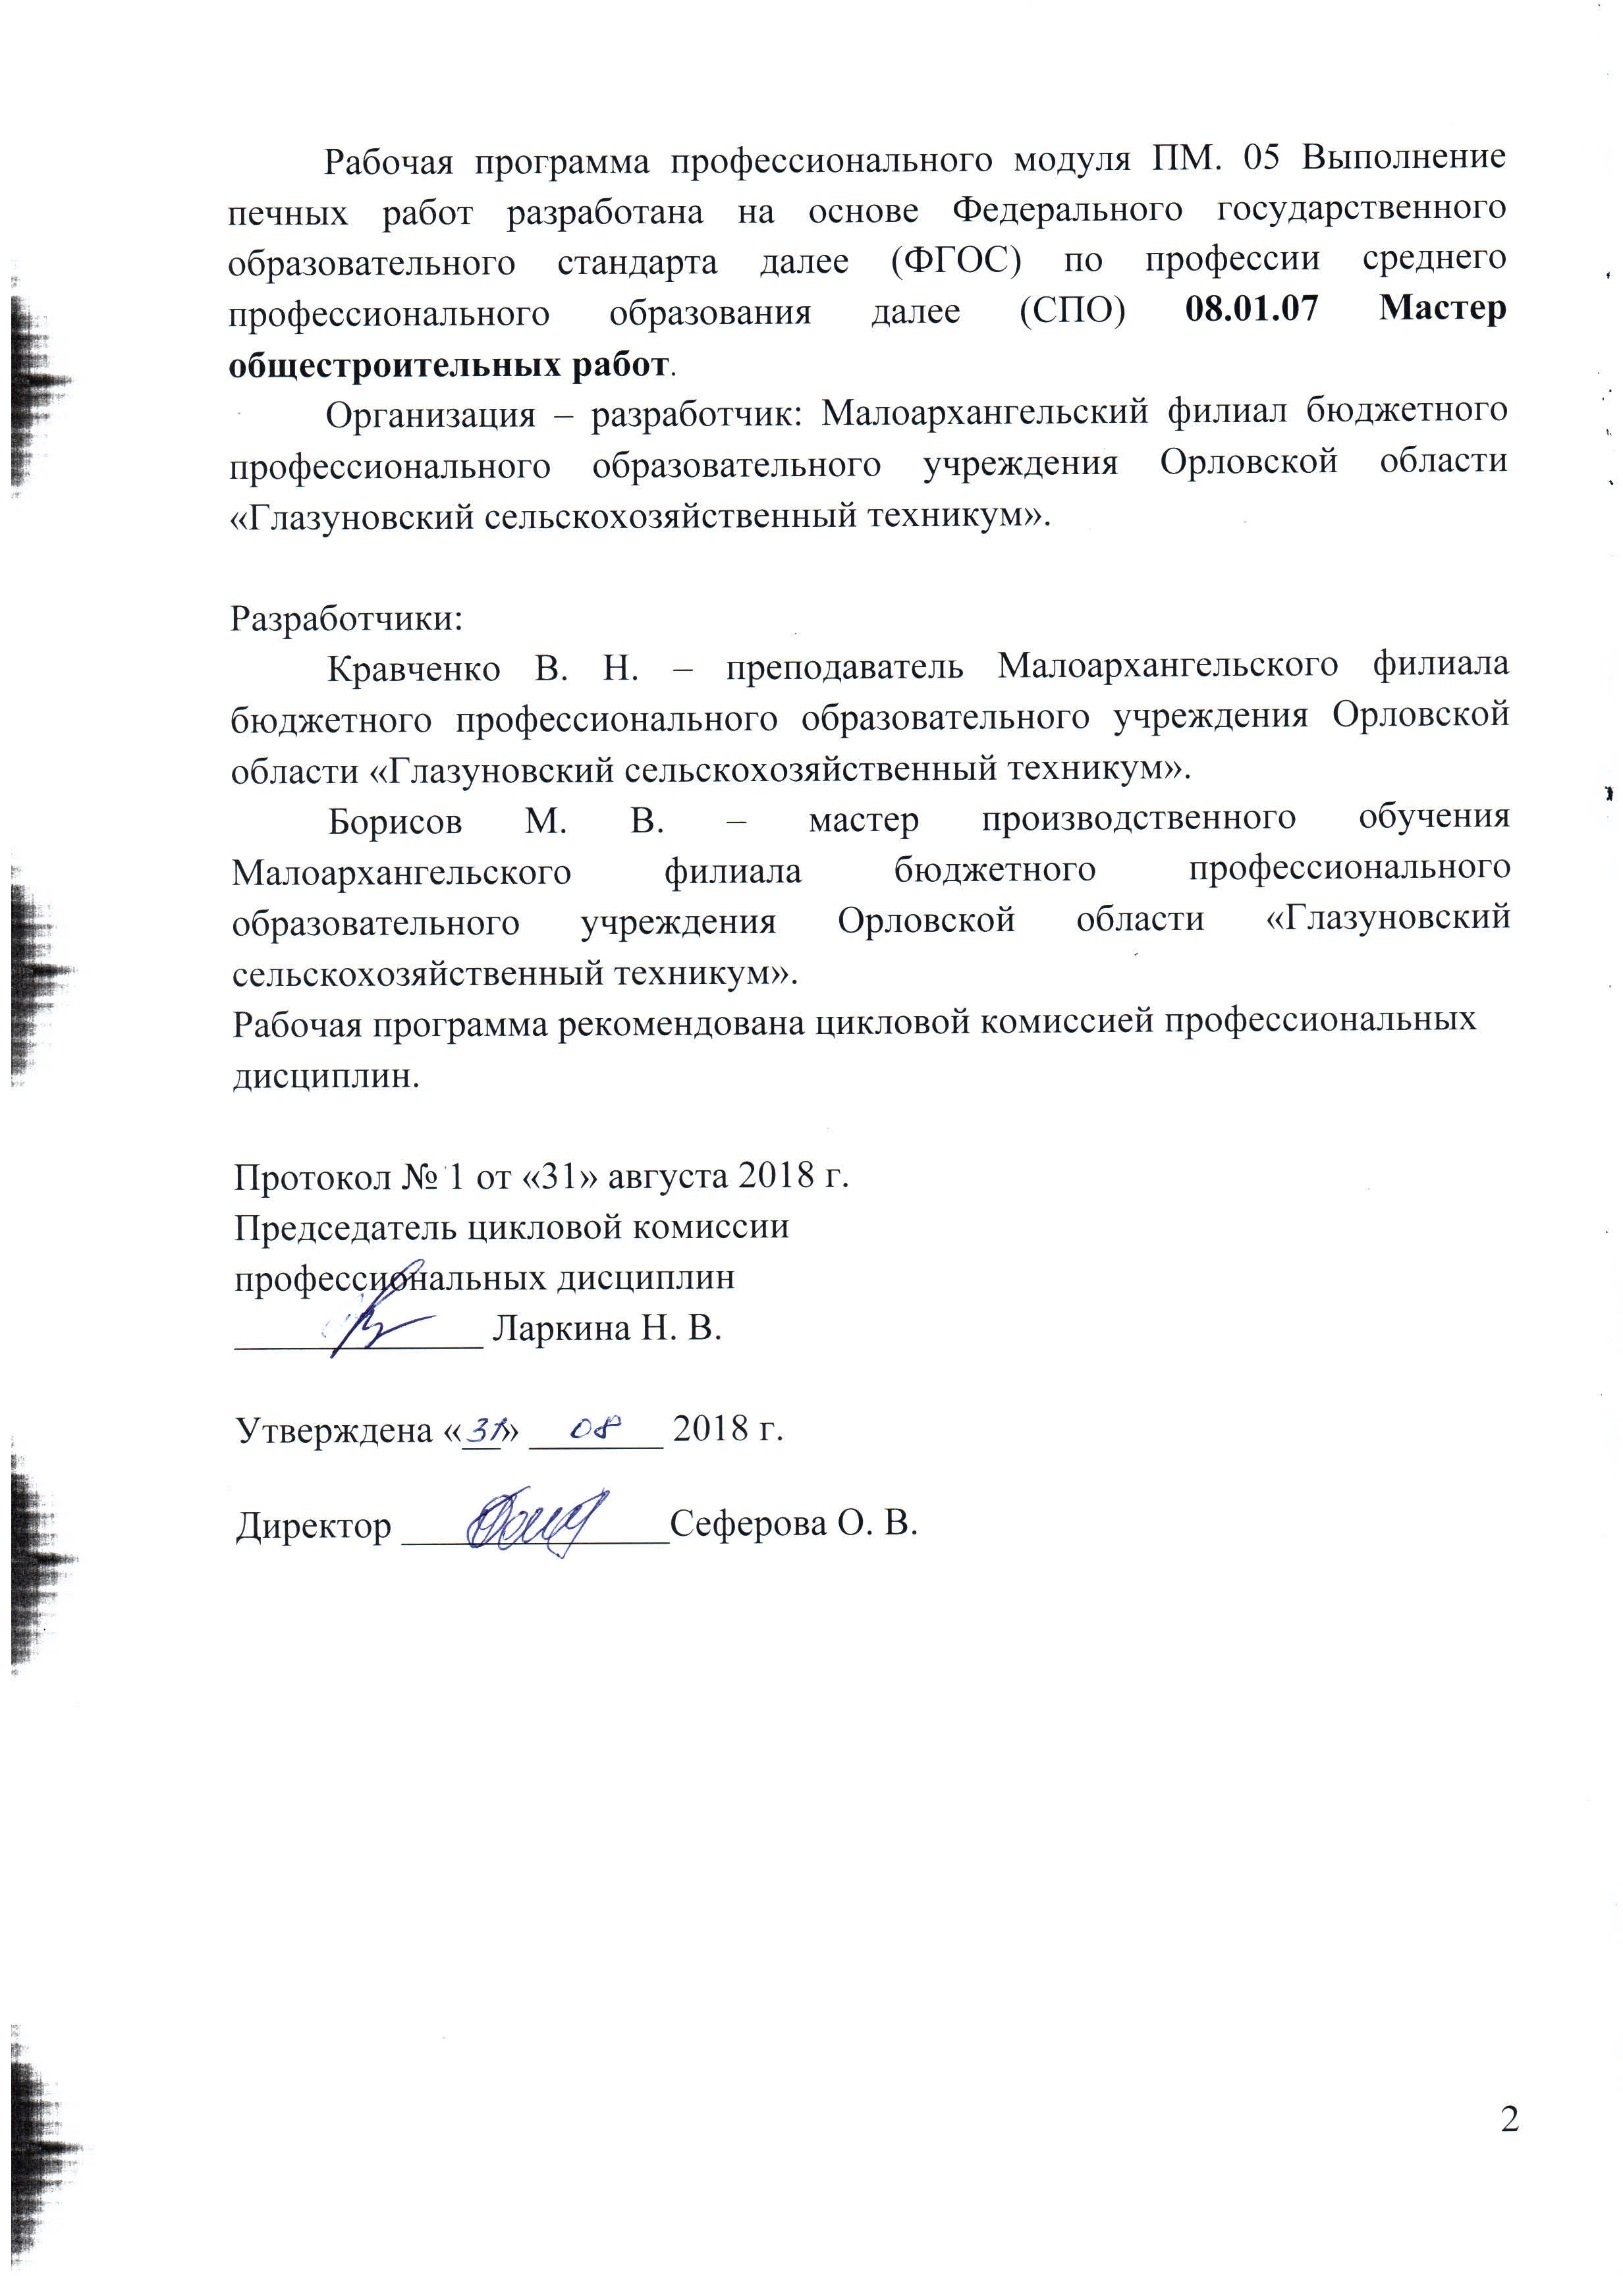 Рабочая программа профессионального модуля ПМ. 05 Выполнение
печных работ разработана на основе Федерального государственного
образовательного стандарта далее (ФГОС) по профессии среднего
профессионального образования далее (СПО) 08.01.07 Мастер
общестроительных работ.
Организация – разработчик: Малоархангельский филиал бюджетного
профессионального образовательного учреждения Орловской области
«Глазуновский сельскохозяйственный техникум».
Разработчики:
Кравченко В. Н. – преподаватель Малоархангельского филиала
бюджетного профессионального образовательного учреждения Орловской
области «Глазуновский сельскохозяйственный техникум».
Борисов М. В. – мастер производственного обучения
Малоархангельского филиала бюджетного профессионального
образовательного учреждения Орловской области «Глазуновский
сельскохозяйственный техникум».
Рабочая программа рекомендована цикловой комиссией профессиональных
дисциплин.
Протокол № 1 от «31» августа 2018 г.
Председатель цикловой комиссии
профессиональных дисциплин
_____________ Ларкина Н. В.
Утверждена «31» 08 2018 г.
Директор ______________Сеферова О. В.
2